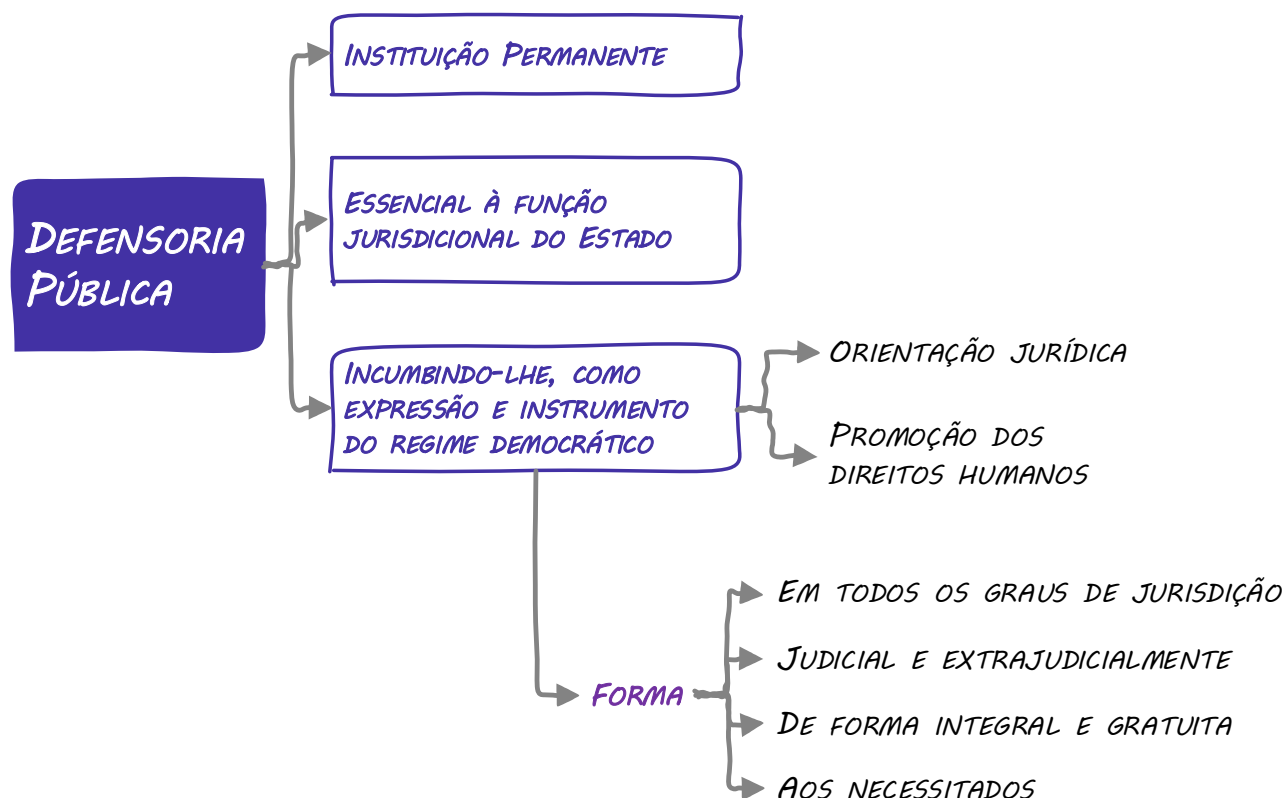 Instituição Permanente
Defensoria
Pública
Essencial à função
jurisdicional do Estado
Incumbindo-lhe, como
expressão e instrumento
do regime democrático
Orientação jurídica
Promoção dos
direitos humanos
Forma
Em todos os graus de jurisdição
Judicial e extrajudicialmente
De forma integral e gratuita
Aos necessitados